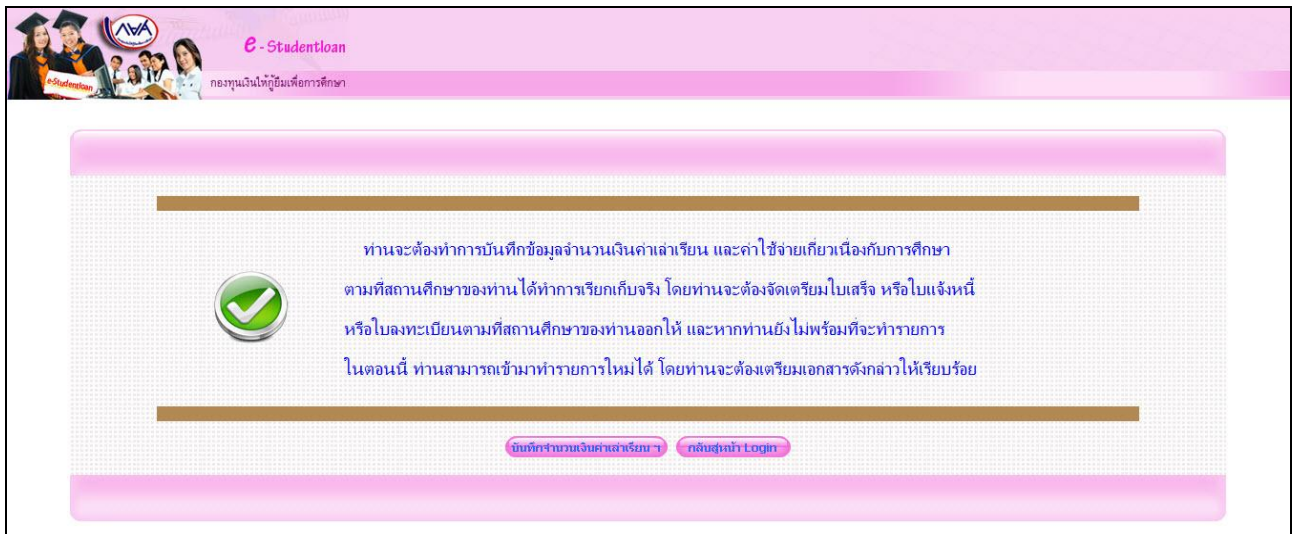 กยศ
e - Studentloan
e-Studentloan
กองทุนเงินให้กู้ยืมเพื่อการศึกษา
ท่านจะต้องทำการบันทึกข้อมูลจำนวนเงินค่าเล่าเรียน และค่าใช้จ่ายเกี่ยวเนื่องกับการศึกษา
ตามที่สถานศึกษาของท่านได้ทำการเรียกเก็บจริง โดยท่านจะต้องจัดเตรียมใบเสร็จ หรือใบแจ้งหนี้
หรือใบลงทะเบียนตามที่สถานศึกษาของท่านออกให้ และหากท่านยังไม่พร้อมที่จะทำรายการ
ในตอนนี้ ท่านสามารถเข้ามาทำรายการใหม่ได้ โดยท่านจะต้องเตรียมเอกสารดังกล่าวให้เรียบร้อย
บันทึกจำนวนเงินค่าเล่าเรียน ฯ
กลับสู่หน้า Login